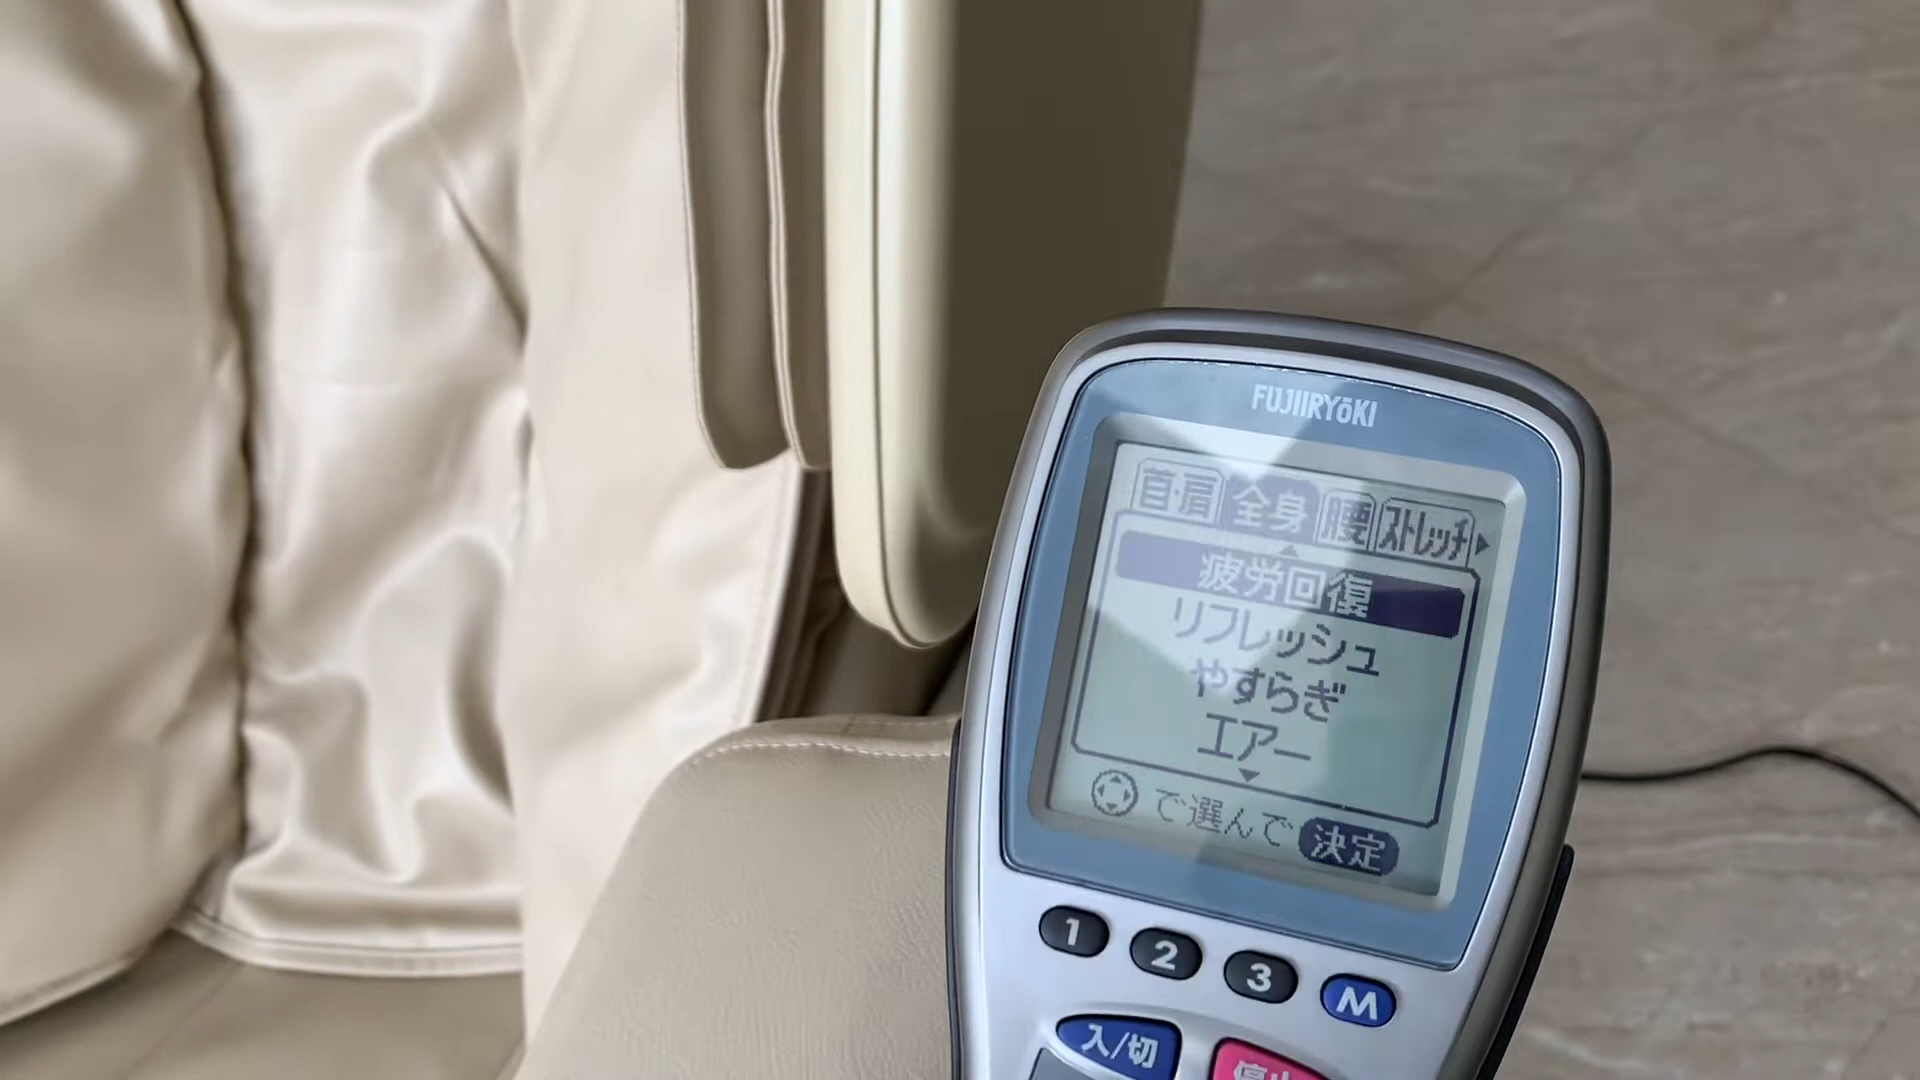 FUJIIRYōKI
首・肩 全身 腰 ストレッチ
疲労回復
リフレッシュ
やすらぎ
エアー
で選んで 決定
1 2 3 M
入/切